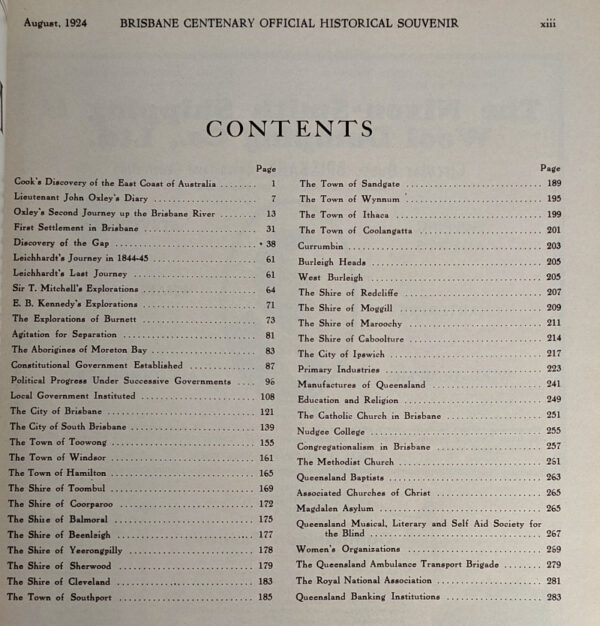 August, 1924 BRISBANE CENTENARY OFFICIAL HISTORICAL SOUVENIR xiii
CONTENTS
Page
Cook's Discovery of the East Coast of Australia ........ 1
Lieutenant John Oxley's Diary ........ 7
Oxley's Second Journey up the Brisbane River ........ 13
First Settlement in Brisbane ........ 31
Discovery of the Gap ........ 38
Leichhardt's Journey in 1844-45 ........ 61
Leichhardt's Last Journey ........ 61
Sir T. Mitchell's Explorations ........ 64
E. B. Kennedy's Explorations ........ 71
The Explorations of Burnett ........ 73
Agitation for Separation ........ 81
The Aborigines of Moreton Bay ........ 83
Constitutional Government Established ........ 87
Political Progress Under Successive Governments .... 96
Local Government Instituted ........ 108
The City of Brisbane ........ 121
The City of South Brisbane ........ 139
The Town of Toowong ........ 155
The Town of Windsor ........ 161
The Town of Hamilton ........ 165
The Shire of Toombul ........ 169
The Shire of Coorparoo ........ 172
The Shire of Balmoral ........ 175
The Shire of Beenleigh ........ 177
The Shire of Yeerongpilly ........ 178
The Shire of Sherwood ........ 179
The Shire of Cleveland ........ 183
The Town of Southport ........ 185
Page
The Town of Sandgate ........ 189
The Town of Wynnum ........ 195
The Town of Ithaca ........ 199
The Town of Coolangatta ........ 201
Currumbin ........ 203
Burleigh Heads ........ 205
West Burleigh ........ 205
The Shire of Redcliffe ........ 207
The Shire of Moggill ........ 209
The Shire of Maroochy ........ 211
The Shire of Caboolture ........ 214
The City of Ipswich ........ 217
Primary Industries ........ 223
Manufactures of Queensland ........ 241
Education and Religion ........ 249
The Catholic Church in Brisbane ........ 251
Nudgee College ........ 255
Congregationalism in Brisbane ........ 257
The Methodist Church ........ 261
Queensland Baptists ........ 263
Associated Churches of Christ ........ 265
Magdalen Asylum ........ 265
Queensland Musical, Literary and Self Aid Society for
the Blind ........ 267
Women's Organizations ........ 269
The Queensland Ambulance Transport Brigade ........ 279
The Royal National Association ........ 281
Queensland Banking Institutions ........ 283